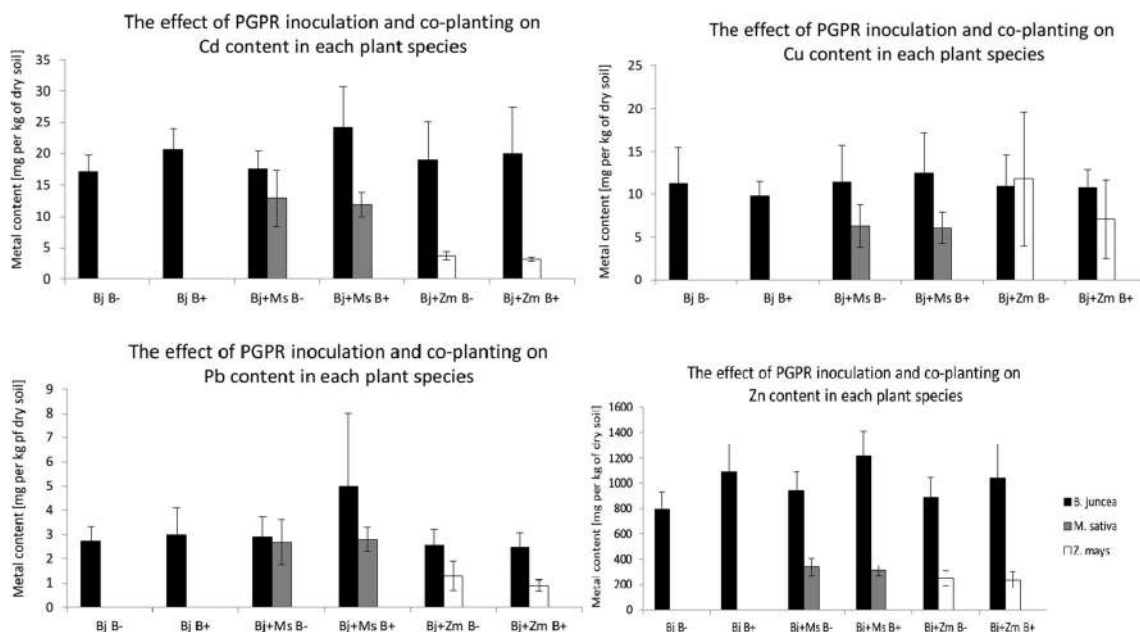 The effect of PGPR inoculation and co-planting on
Cd content in each plant species
Metal content [mg per kg of dry soil]
35
30
25
20
15
10
5
0
Bj B-
Bj B+
Bj+Ms B-
Bj+Ms B+
Bj+Zm B-
Bj+Zm B+
The effect of PGPR inoculation and co-planting on
Cu content in each plant species
Metal content [mg per kg of dry soil]
25
20
15
10
5
0
Bj B-
Bj B+
Bj+Ms B-
Bj+Ms B+
Bj+Zm B-
Bj+Zm B+
The effect of PGPR inoculation and co-planting on
Pb content in each plant species
Metal content [mg per kg pf dry soil]
9
8
7
6
5
4
3
2
1
0
Bj B-
Bj B+
Bj+Ms B-
Bj+Ms B+
Bj+Zm B-
Bj+Zm B+
The effect of PGPR inoculation and co-planting on
Zn content in each plant species
Metal content [mg per kg of dry soil]
1600
1400
1200
1000
800
600
400
200
0
Bj B-
Bj B+
Bj+Ms B-
Bj+Ms B+
Bj+Zm B-
Bj+Zm B+
B. juncea
M. sativa
Z. mays